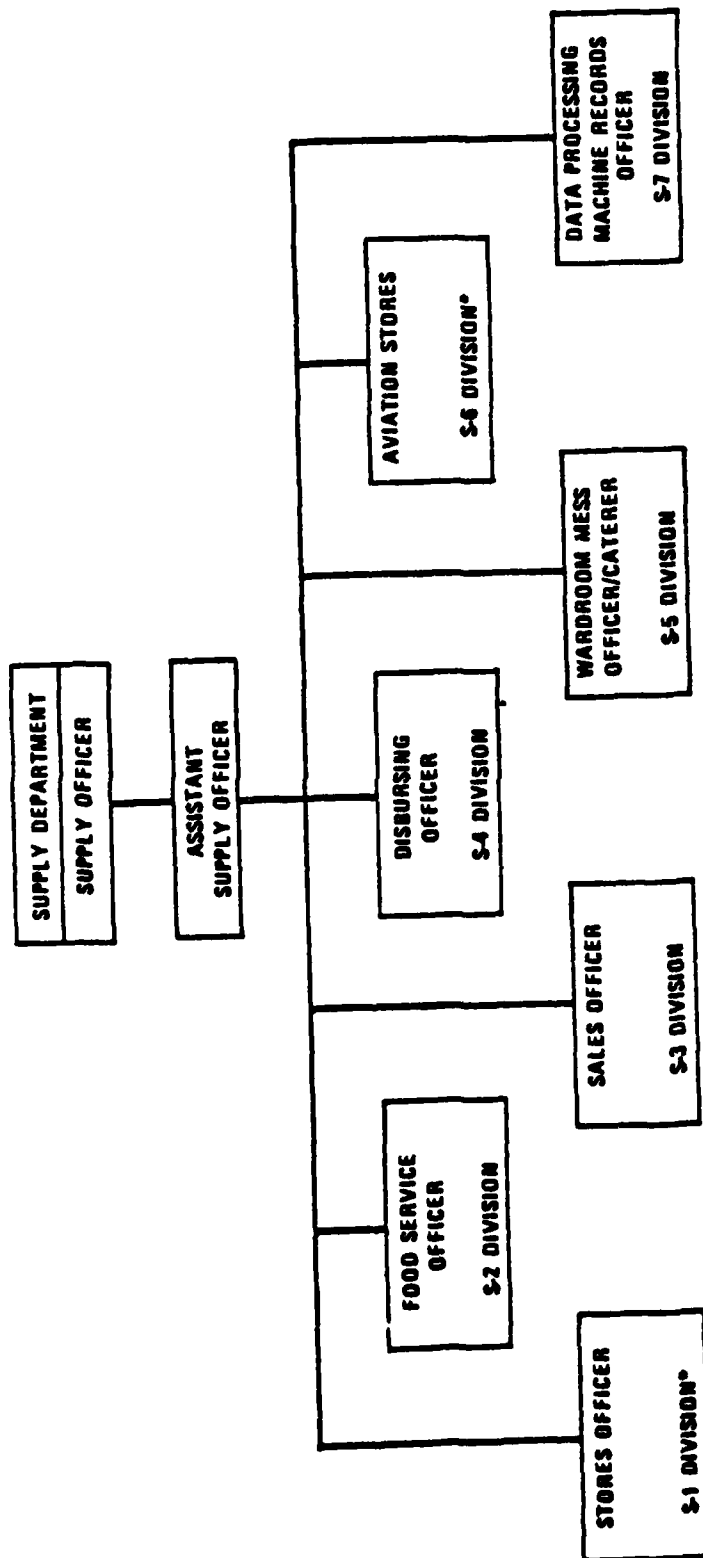 SUPPLY DEPARTMENT
SUPPLY OFFICER
ASSISTANT
SUPPLY OFFICER
STORES OFFICER
S-1 DIVISION*
FOOD SERVICE
OFFICER
S-2 DIVISION
SALES OFFICER
S-3 DIVISION
DISBURSING
OFFICER
S-4 DIVISION
WARDROOM MESS
OFFICER/CATERER
S-5 DIVISION
AVIATION STORES
S-6 DIVISION*
DATA PROCESSING
MACHINE RECORDS
OFFICER
S-7 DIVISION